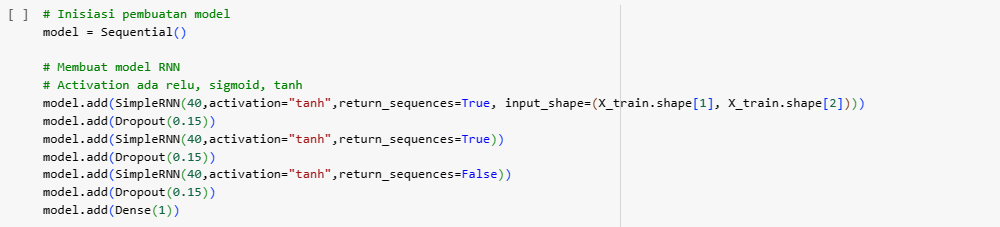 [ ] # Inisiasi pembuatan model
model = Sequential()
# Membuat model RNN
# Activation ada relu, sigmoid, tanh
model.add(SimpleRNN(40,activation="tanh",return_sequences=True, input_shape=(X_train.shape[1], X_train.shape[2])))
model.add(Dropout(0.15))
model.add(SimpleRNN(40,activation="tanh",return_sequences=True))
model.add(Dropout(0.15))
model.add(SimpleRNN(40,activation="tanh",return_sequences=False))
model.add(Dropout(0.15))
model.add(Dense(1))